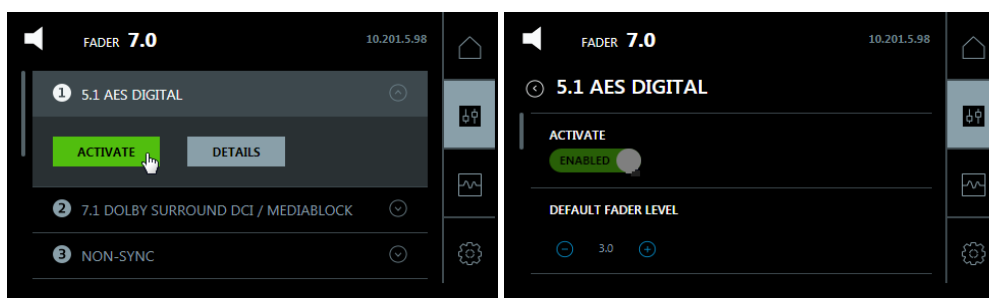 FADER 7.0
10.201.5.98
1 5.1 AES DIGITAL
ACTIVATE
DETAILS
2 7.1 DOLBY SURROUND DCI / MEDIABLOCK
3 NON-SYNC
FADER 7.0
10.201.5.98
5.1 AES DIGITAL
ACTIVATE
ENABLED
DEFAULT FADER LEVEL
3.0